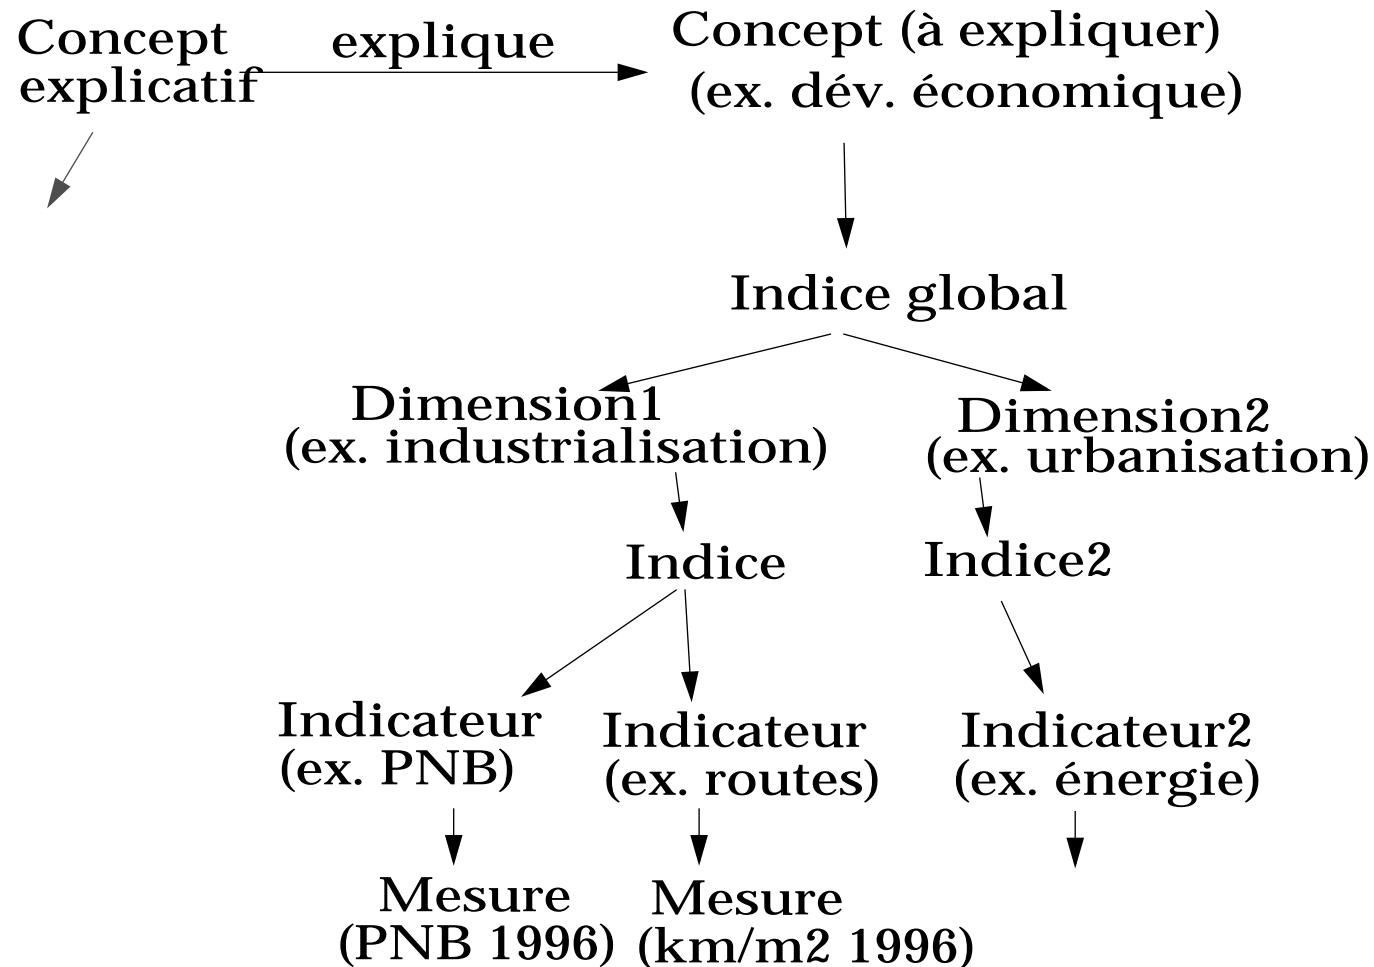 Concept
explicatif
explique
Concept (à expliquer)
(ex. dév. économique)
Indice global
Dimension1
(ex. industrialisation)
Dimension2
(ex. urbanisation)
Indice
Indice2
Indicateur
(ex. PNB)
Indicateur
(ex. routes)
Indicateur2
(ex. énergie)
Mesure
(PNB 1996)
Mesure
(km/m2 1996)